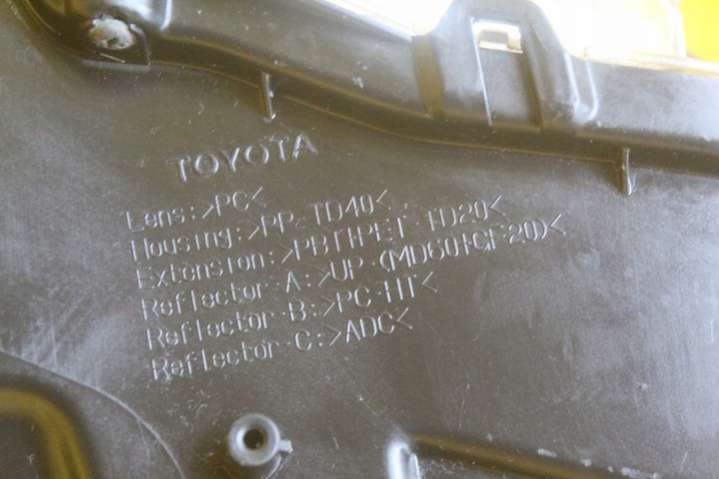 TOYOTA
Lens:>PC<
Housing:>PP-TD40<
Extension:>PBT+PET-TD20<
Reflector-A:>UP-(MD60+GF20)<
Reflector-B:>PC-HT<
Reflector-C:>ADC<